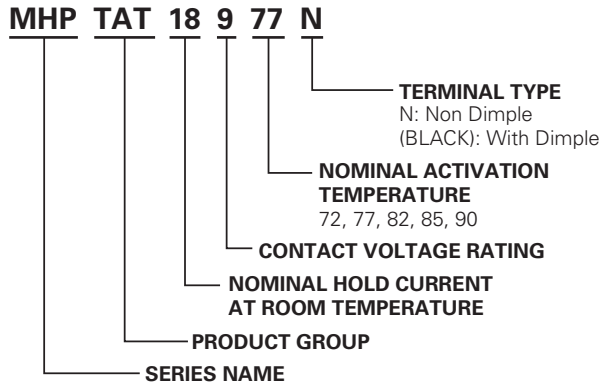 MHP TAT 18 9 77 N
TERMINAL TYPE
N: Non Dimple
(BLACK): With Dimple
NOMINAL ACTIVATION
TEMPERATURE
72, 77, 82, 85, 90
CONTACT VOLTAGE RATING
NOMINAL HOLD CURRENT
AT ROOM TEMPERATURE
PRODUCT GROUP
SERIES NAME